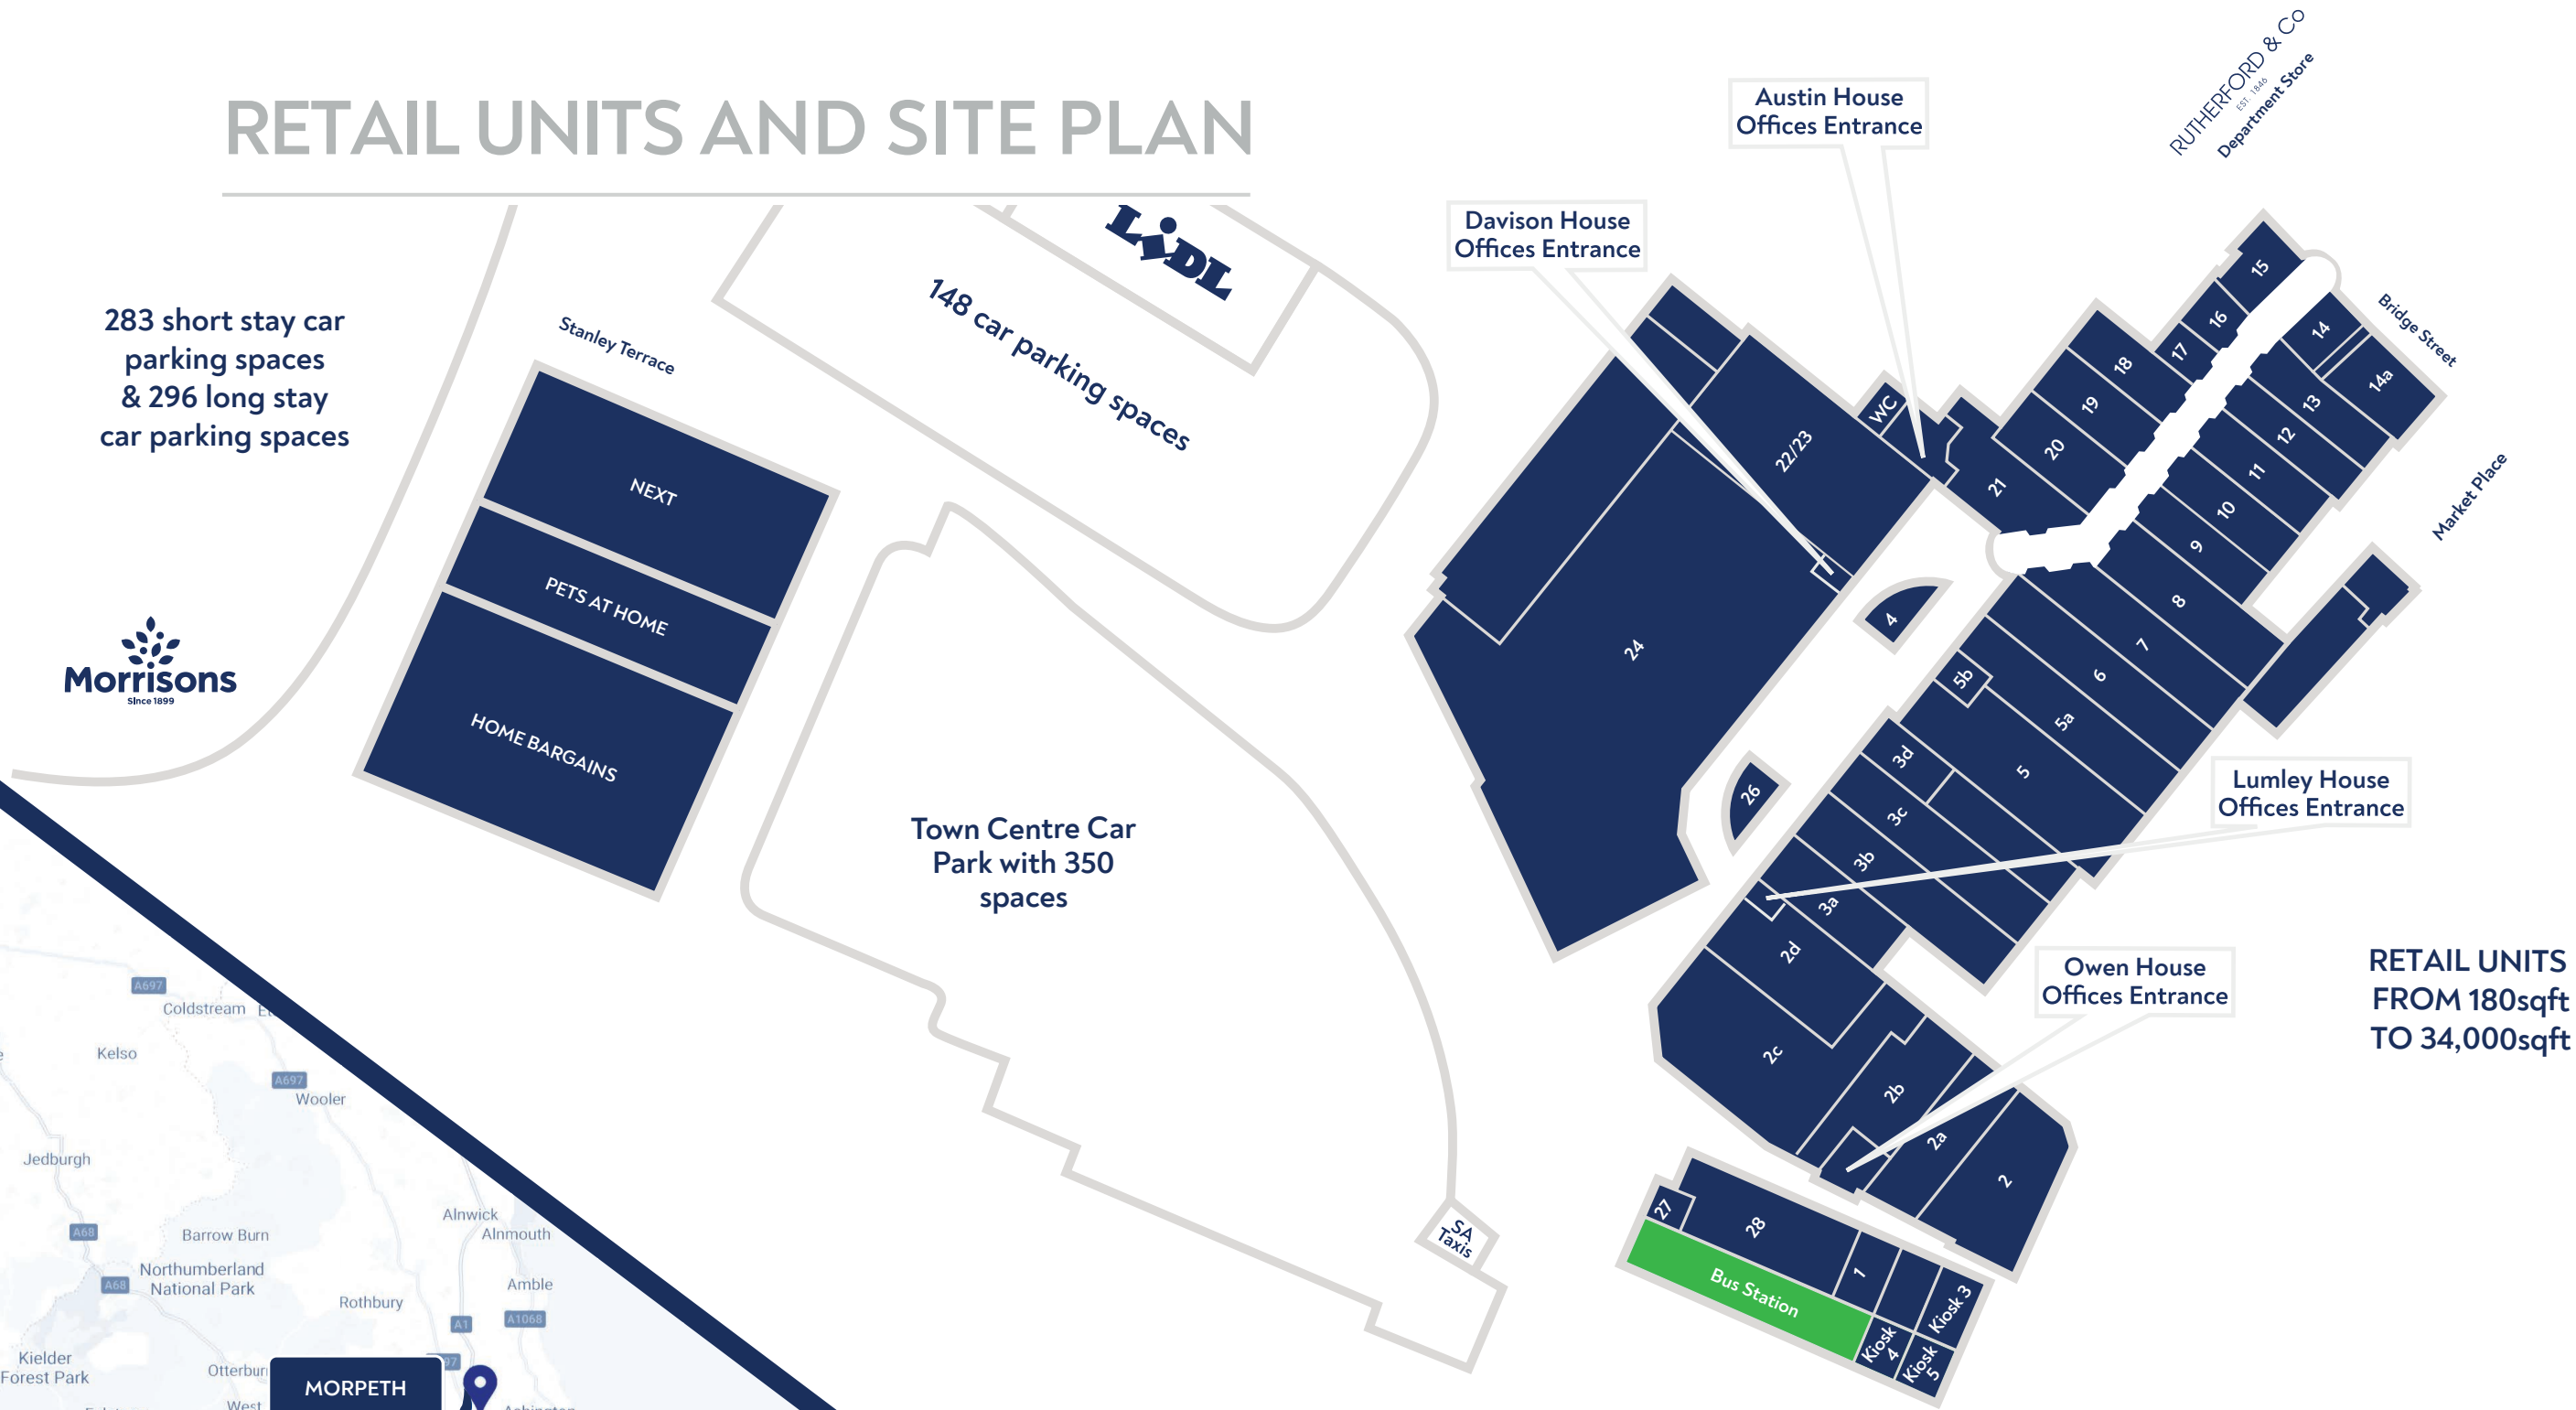 RETAIL UNITS AND SITE PLAN
283 short stay car
parking spaces
& 296 long stay
car parking spaces
Morrisons
Since 1899
Stanley Terrace
NEXT
PETS AT HOME
HOME BARGAINS
LIDL
148 car parking spaces
Town Centre Car
Park with 350
spaces
SA
Taxis
Austin House
Offices Entrance
Davison House
Offices Entrance
RUTHERFORD & CO
EST. 1846
Department Store
Bridge Street
Market Place
15
16
17
18
19
20
21
WC
22/23
24
14
14a
13
12
11
10
9
8
7
6
5a
5b
5
4
26
3d
3c
3b
3a
2d
2c
2b
2a
2
Lumley House
Offices Entrance
Owen House
Offices Entrance
RETAIL UNITS
FROM 180sqft
TO 34,000sqft
27
28
1
Bus Station
Kiosk 3
Kiosk
4
Kiosk
5
A697
Coldstream
Kelso
A697
Wooler
Jedburgh
Alnwick
Alnmouth
A68
Barrow Burn
Northumberland
National Park
A68
Amble
Rothbury
A1
A1068
Kielder
Forest Park
Otterburn
MORPETH
West